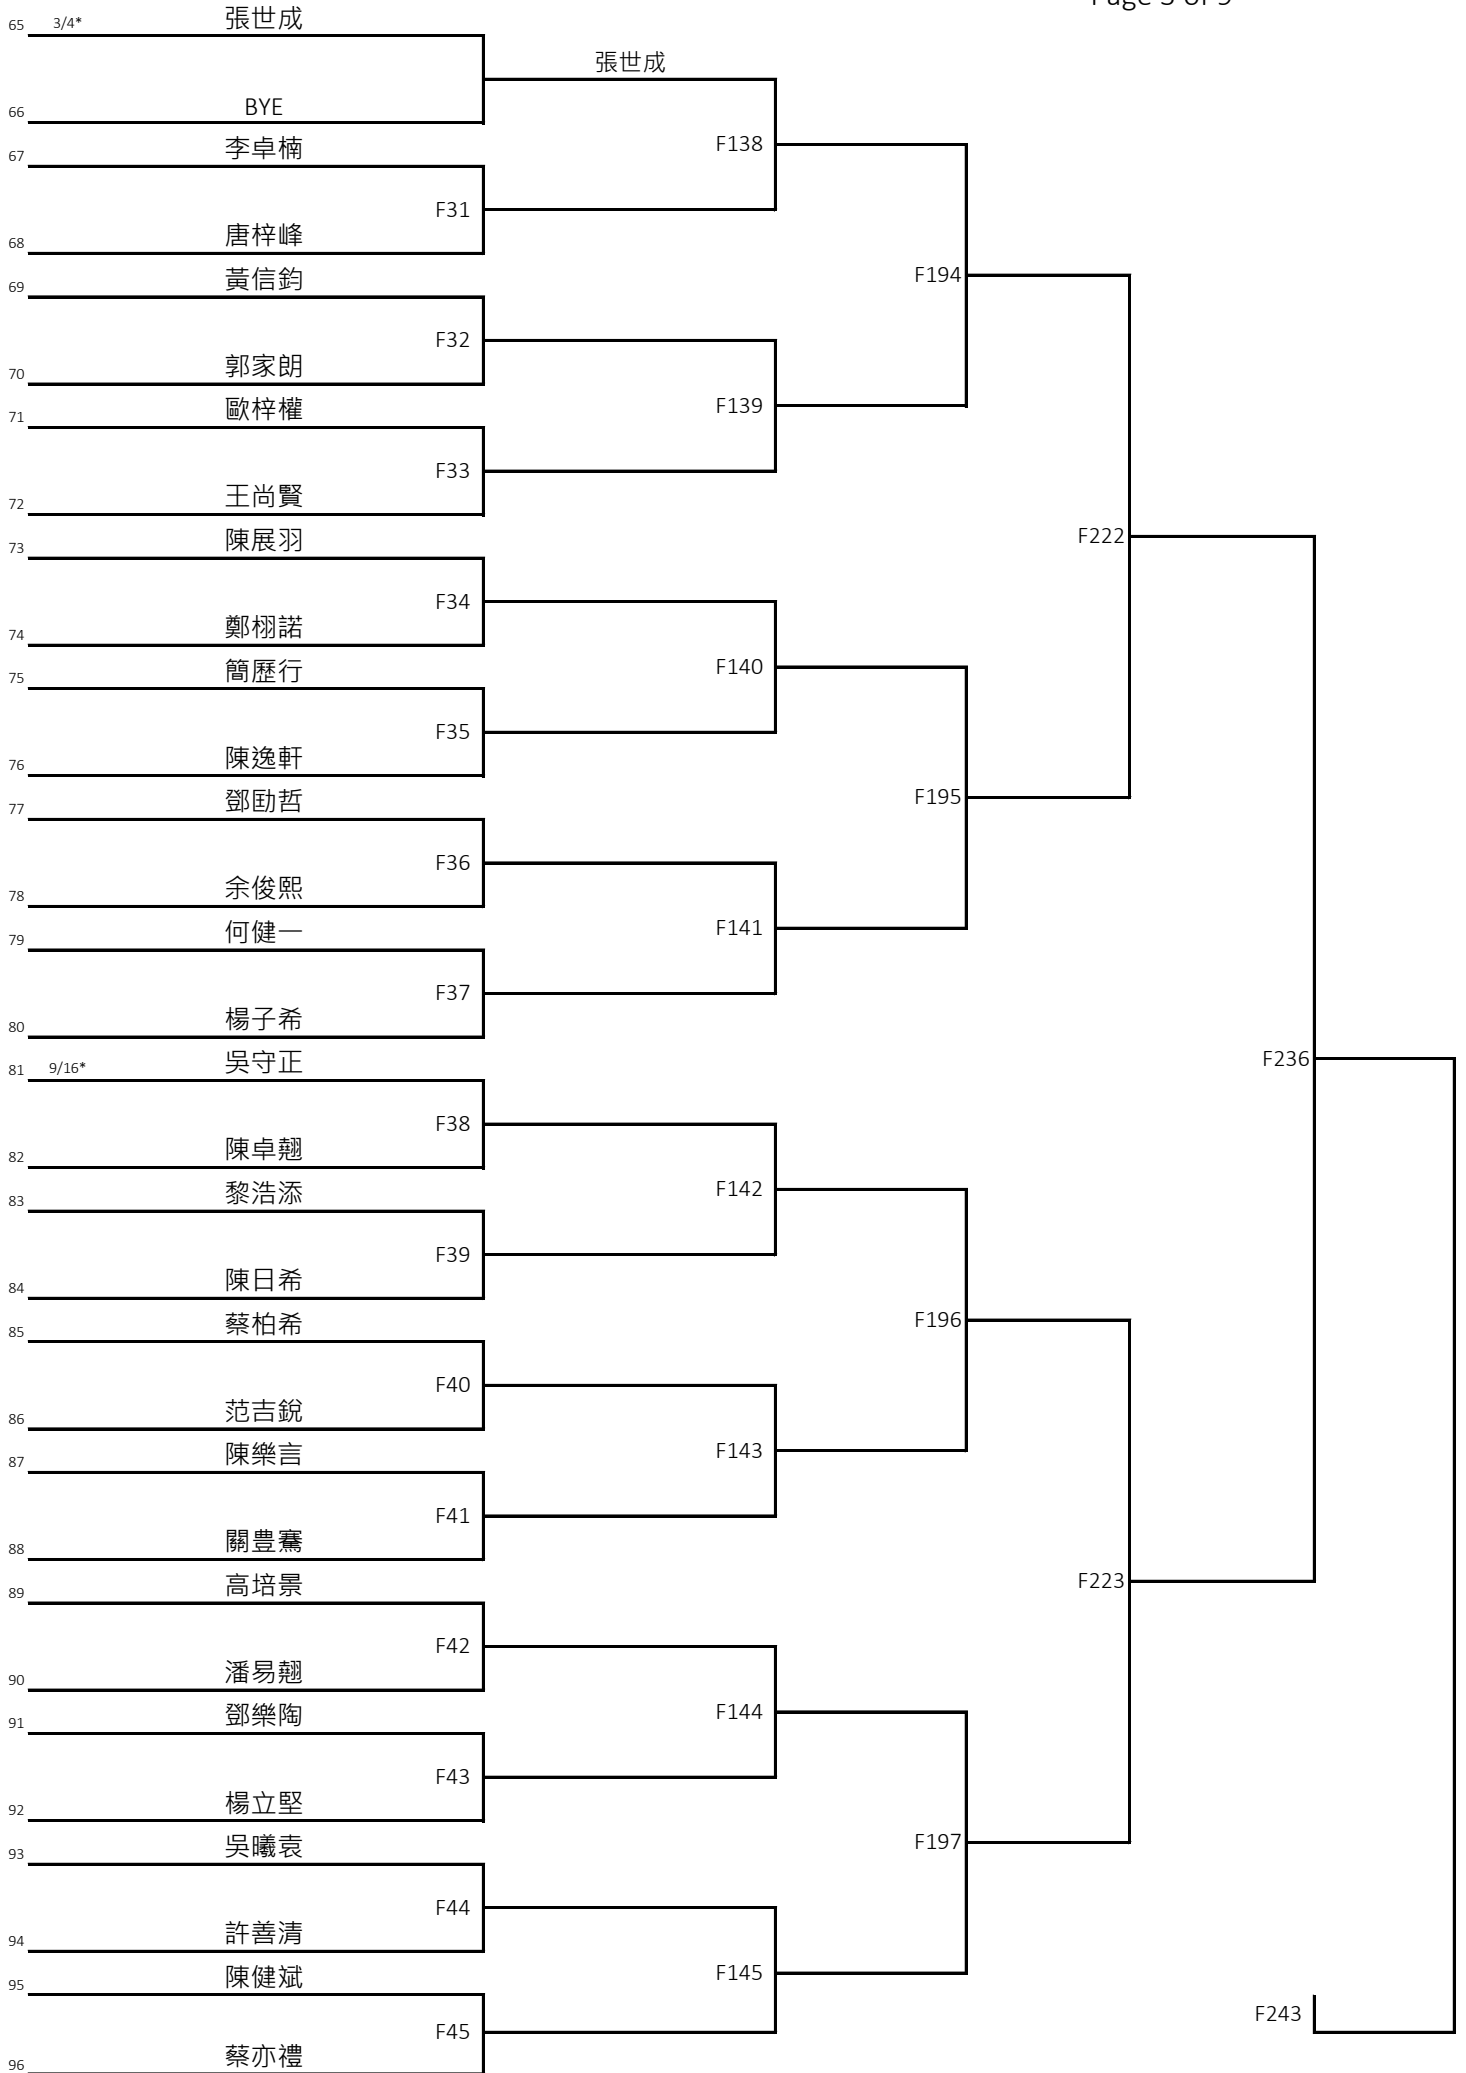 Page 3 of 9
65 3/4* 張世成
張世成
66 BYE
67 李卓楠
F138
F31
68 唐梓峰
69 黃信鈞
F194
F32
70 郭家朗
71 歐梓權
F139
F33
72 王尚賢
73 陳展羽
F222
F34
74 鄭栩諾
75 簡歷行
F140
F35
76 陳逸軒
77 鄧劻哲
F195
F36
78 余俊熙
79 何健一
F141
F37
80 楊子希
81 9/16* 吳守正
F236
F38
82 陳卓翹
83 黎浩添
F142
F39
84 陳日希
85 蔡柏希
F196
F40
86 范吉銳
87 陳樂言
F143
F41
88 關豊騫
89 高培景
F223
F42
90 潘易翹
91 鄧樂陶
F144
F43
92 楊立堅
93 吳曦袁
F197
F44
94 許善清
95 陳健斌
F145
F243
F45
96 蔡亦禮